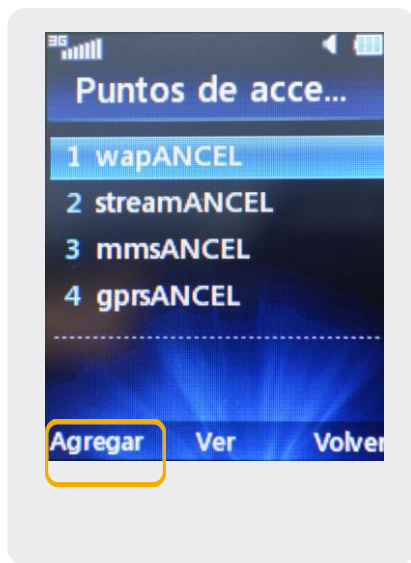 3G
Puntos de acce...
1 wapANCEL
2 streamANCEL
3 mmsANCEL
4 gprsANCEL
Agregar Ver Volver